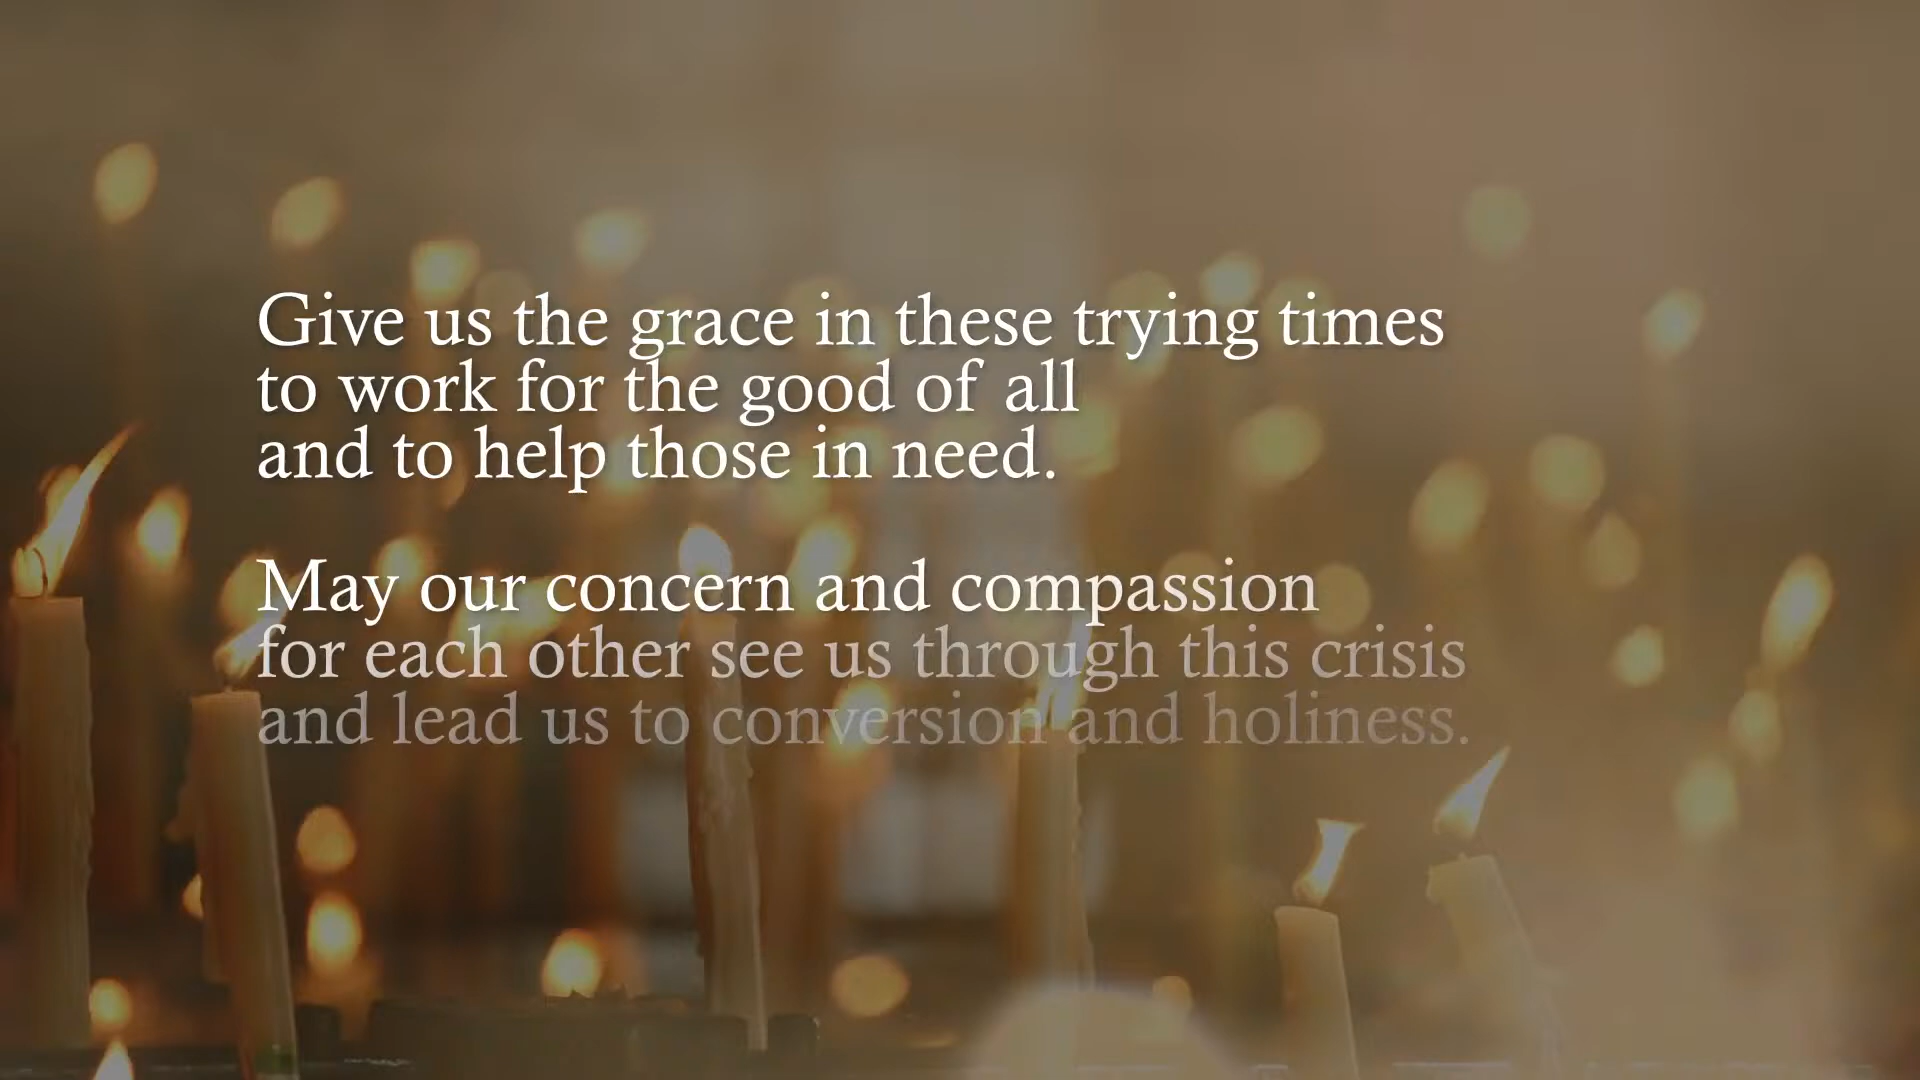 Give us the grace in these trying times
to work for the good of all
and to help those in need.
May our concern and compassion
for each other see us through this crisis
and lead us to conversion and holiness.